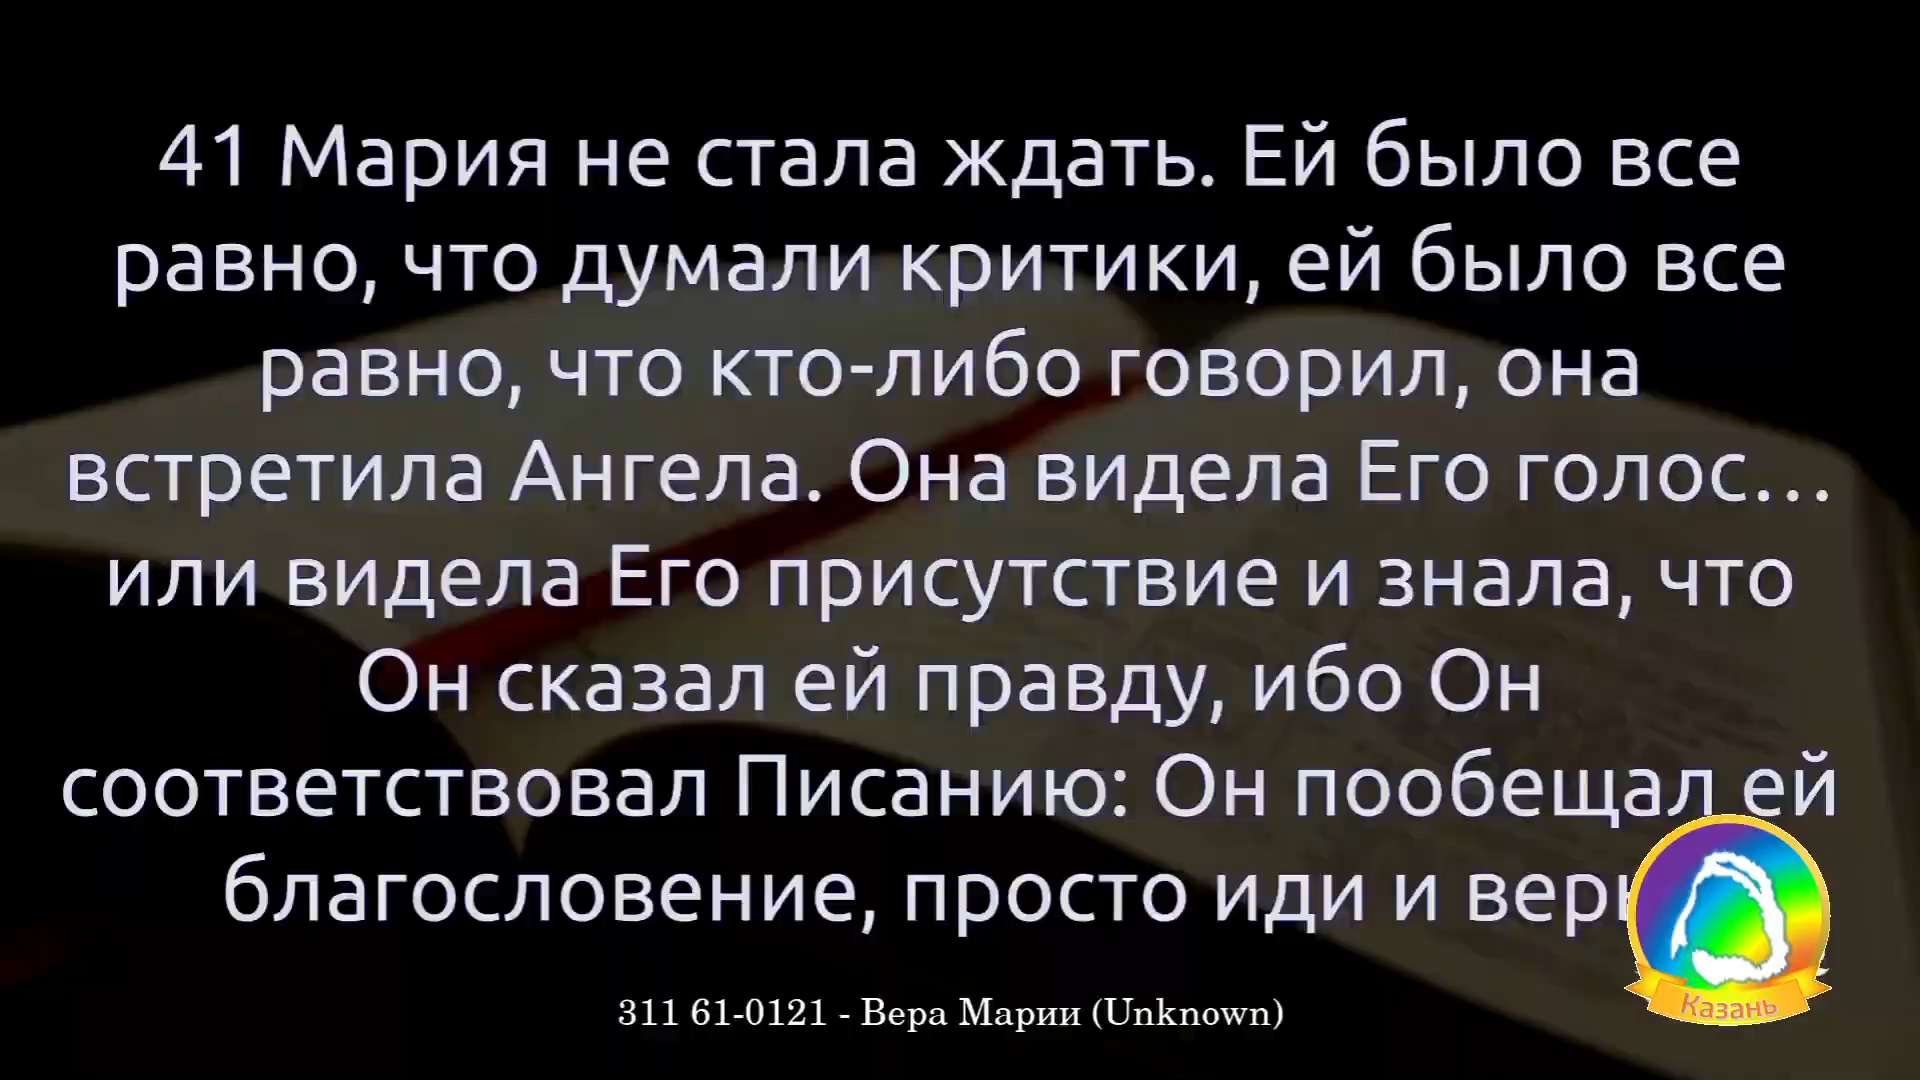 41 Мария не стала ждать. Ей было все
равно, что думали критики, ей было все
равно, что кто-либо говорил, она
встретила Ангела. Она видела Его голос…
или видела Его присутствие и знала, что
Он сказал ей правду, ибо Он
соответствовал Писанию: Он пообещал ей
благословение, просто иди и
311 61-0121 - Вера Марии (Unknown)
Казань